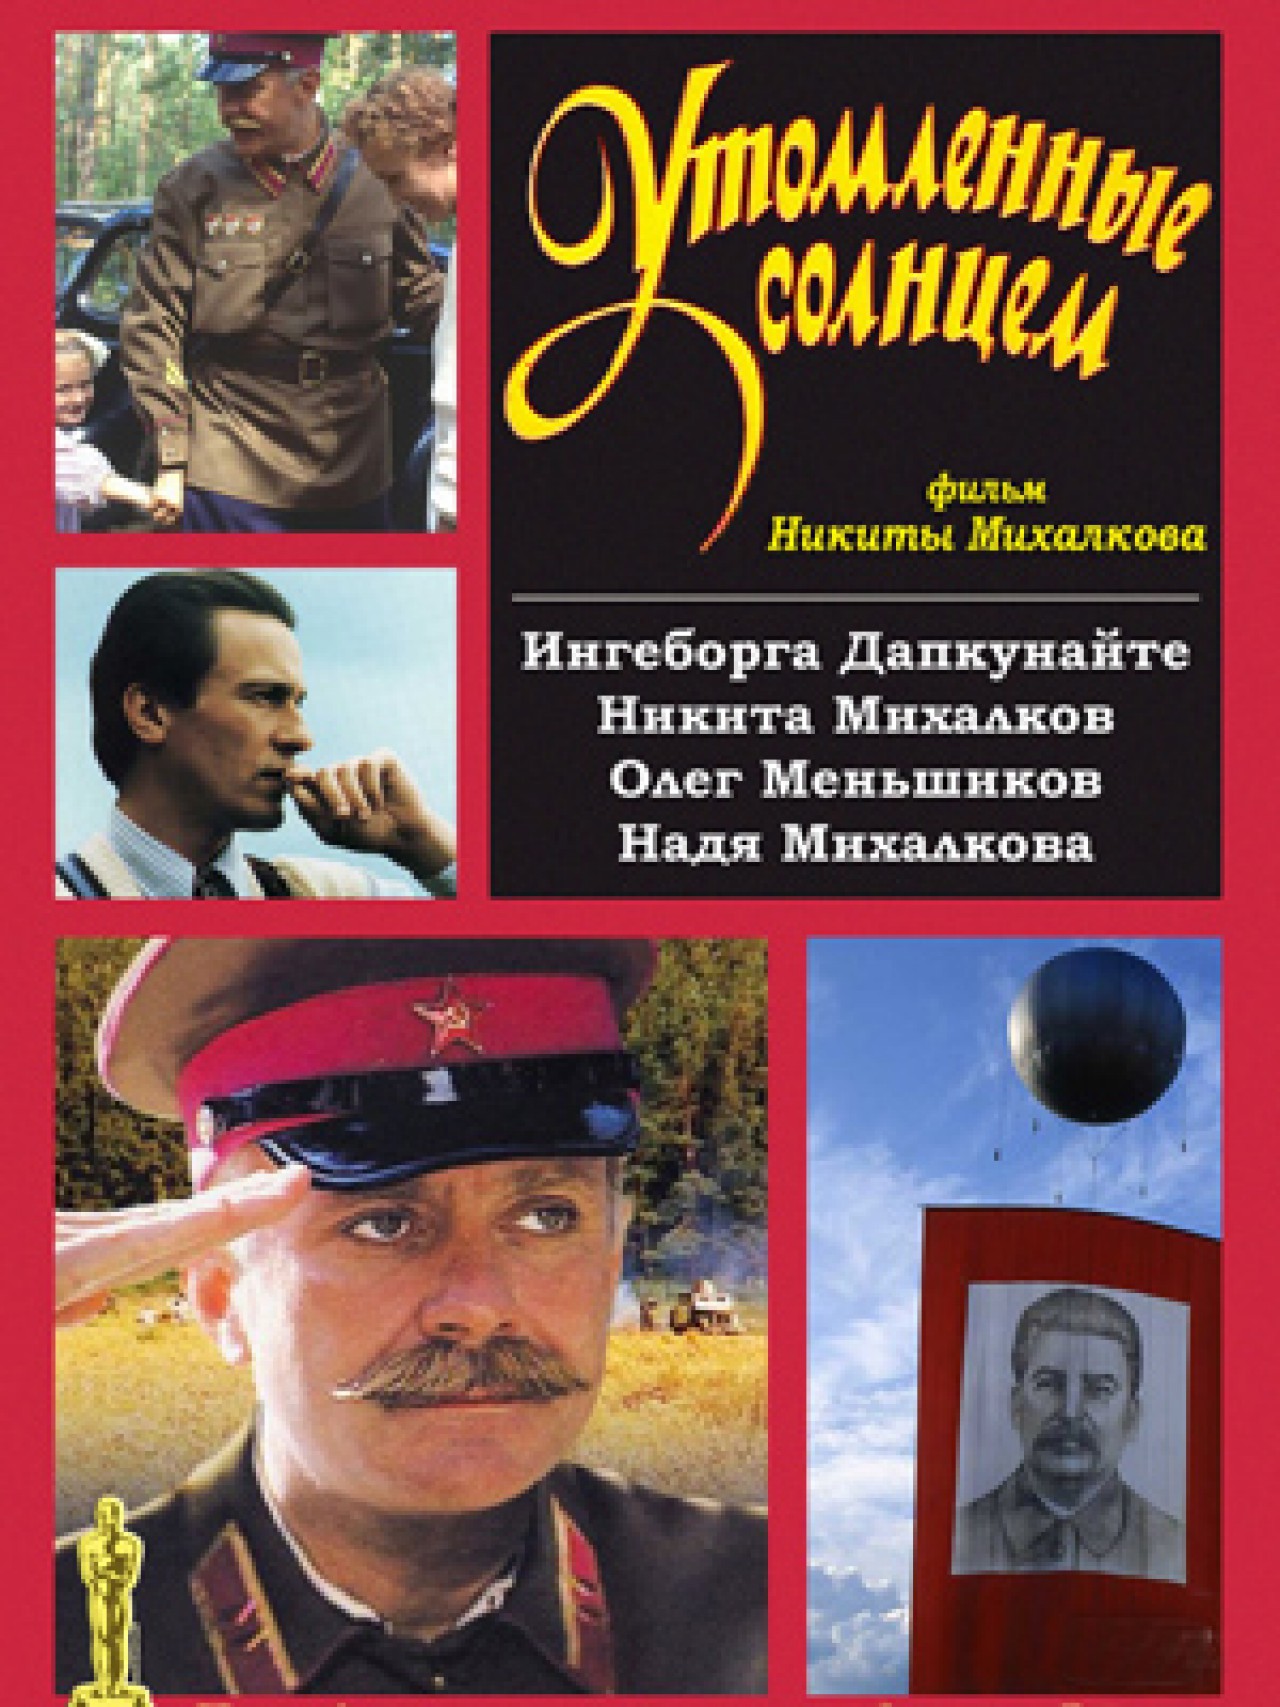 Утомленные
солнцем
фильм
Никиты Михалкова
Ингеборга Дапкунайте
Никита Михалков
Олег Меньшиков
Надя Михалкова